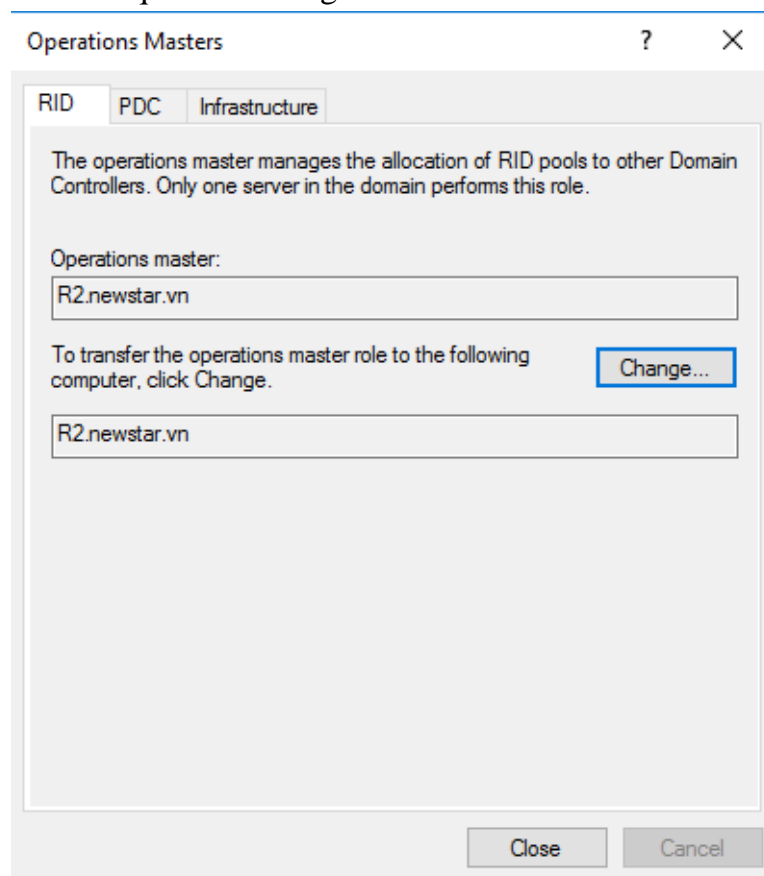 Operations Masters
RID PDC Infrastructure
The operations master manages the allocation of RID pools to other Domain
Controllers. Only one server in the domain performs this role.
Operations master:
R2.newstar.vn
To transfer the operations master role to the following
computer, click Change.
Change...
R2.newstar.vn
Close Cancel